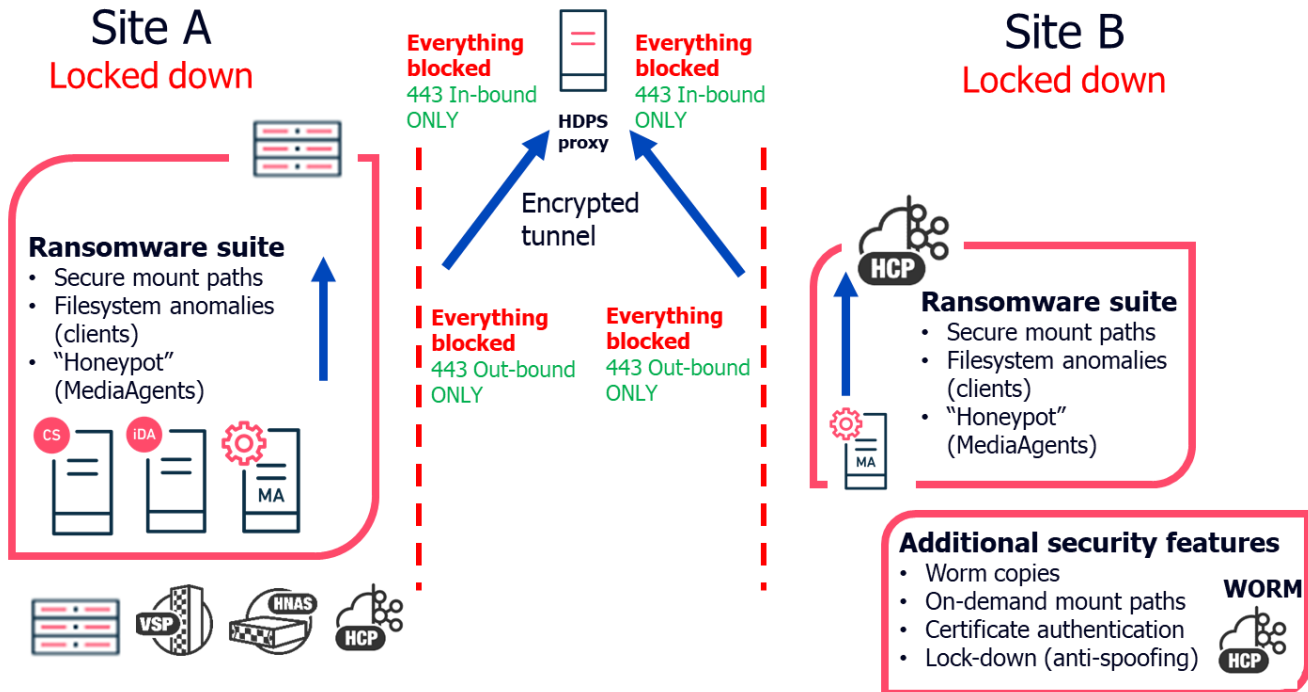 Site A
Locked down
Everything
blocked
443 In-bound
ONLY
HDPS
proxy
Everything
blocked
443 In-bound
ONLY
Site B
Locked down
Encrypted
tunnel
Ransomware suite
• Secure mount paths
• Filesystem anomalies
(clients)
• “Honeypot”
(MediaAgents)
CS
iDA
MA
Everything
blocked
443 Out-bound
ONLY
Everything
blocked
443 Out-bound
ONLY
HCP
Ransomware suite
• Secure mount paths
• Filesystem anomalies
(clients)
• “Honeypot”
(MediaAgents)
MA
VSP
HNAS
HCP
Additional security features
• Worm copies
• On-demand mount paths
• Certificate authentication
• Lock-down (anti-spoofing)
WORM
HCP